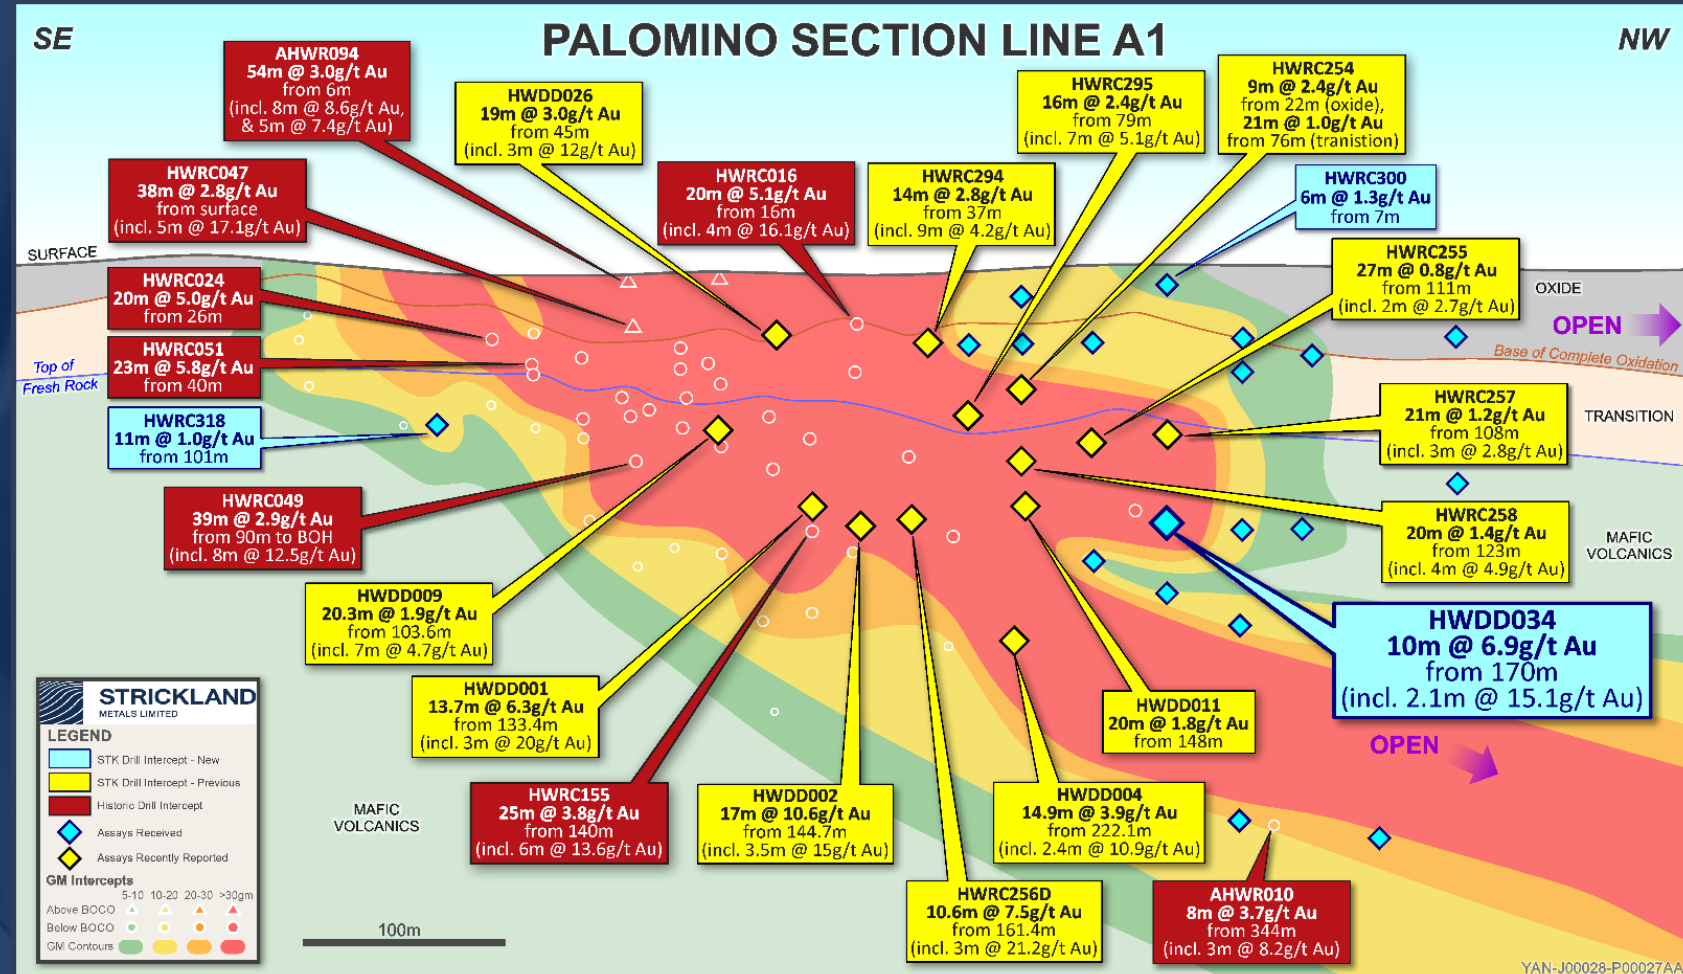 SE
PALOMINO SECTION LINE A1
NW
AHWR094
54m @ 3.0g/t Au
from 6m
(incl. 8m @ 8.6g/t Au,
& 5m @ 7.4g/t Au)
HWDD026
19m @ 3.0g/t Au
from 45m
(incl. 3m @ 12g/t Au)
HWRC295
16m @ 2.4g/t Au
from 79m
(incl. 7m @ 5.1g/t Au)
HWRC254
9m @ 2.4g/t Au
from 22m (oxide),
21m @ 1.0g/t Au
from 76m (transtion)
HWRC047
38m @ 2.8g/t Au
from surface
(incl. 5m @ 17.1g/t Au)
HWRC016
20m @ 5.1g/t Au
from 16m
(incl. 4m @ 16.1g/t Au)
HWRC294
14m @ 2.8g/t Au
from 37m
(incl. 9m @ 4.2g/t Au)
HWRC300
6m @ 1.3g/t Au
from 7m
SURFACE
HWRC255
27m @ 0.8g/t Au
from 111m
(incl. 2m @ 2.7g/t Au)
HWRC024
20m @ 5.0g/t Au
from 26m
OXIDE
OPEN
HWRC051
23m @ 5.8g/t Au
from 40m
Top of
Fresh Rock
Base of Complete Oxidation
HWRC318
11m @ 1.0g/t Au
from 101m
HWRC257
21m @ 1.2g/t Au
from 108m
(incl. 3m @ 2.8g/t Au)
TRANSITION
HWRC049
39m @ 2.9g/t Au
from 90m to BOH
(incl. 8m @ 12.5g/t Au)
HWRC258
20m @ 1.4g/t Au
from 123m
(incl. 4m @ 4.9g/t Au)
MAFIC
VOLCANICS
HWDD009
20.3m @ 1.9g/t Au
from 103.6m
(incl. 7m @ 4.7g/t Au)
HWDD034
10m @ 6.9g/t Au
from 170m
(incl. 2.1m @ 15.1g/t Au)
HWDD001
13.7m @ 6.3g/t Au
from 133.4m
(incl. 3m @ 20g/t Au)
HWDD011
20m @ 1.8g/t Au
from 148m
OPEN
HWRC155
25m @ 3.8g/t Au
from 140m
(incl. 6m @ 13.6g/t Au)
HWDD002
17m @ 10.6g/t Au
from 144.7m
(incl. 3.5m @ 15g/t Au)
HWDD004
14.9m @ 3.9g/t Au
from 222.1m
(incl. 2.4m @ 10.9g/t Au)
MAFIC
VOLCANICS
HWRC256D
10.6m @ 7.5g/t Au
from 161.4m
(incl. 3m @ 21.2g/t Au)
AHWR010
8m @ 3.7g/t Au
from 344m
(incl. 3m @ 8.2g/t Au)
STRICKLAND
METALS LIMITED
LEGEND
STK Drill Intercept - New
STK Drill Intercept - Previous
Historic Drill Intercept
Assays Received
Assays Recently Reported
GM Intercepts
5-10 10-20 20-30 >30gm
Above BOCO
Below BOCO
GM Contours
100m
YAN-J00028-P00027AA